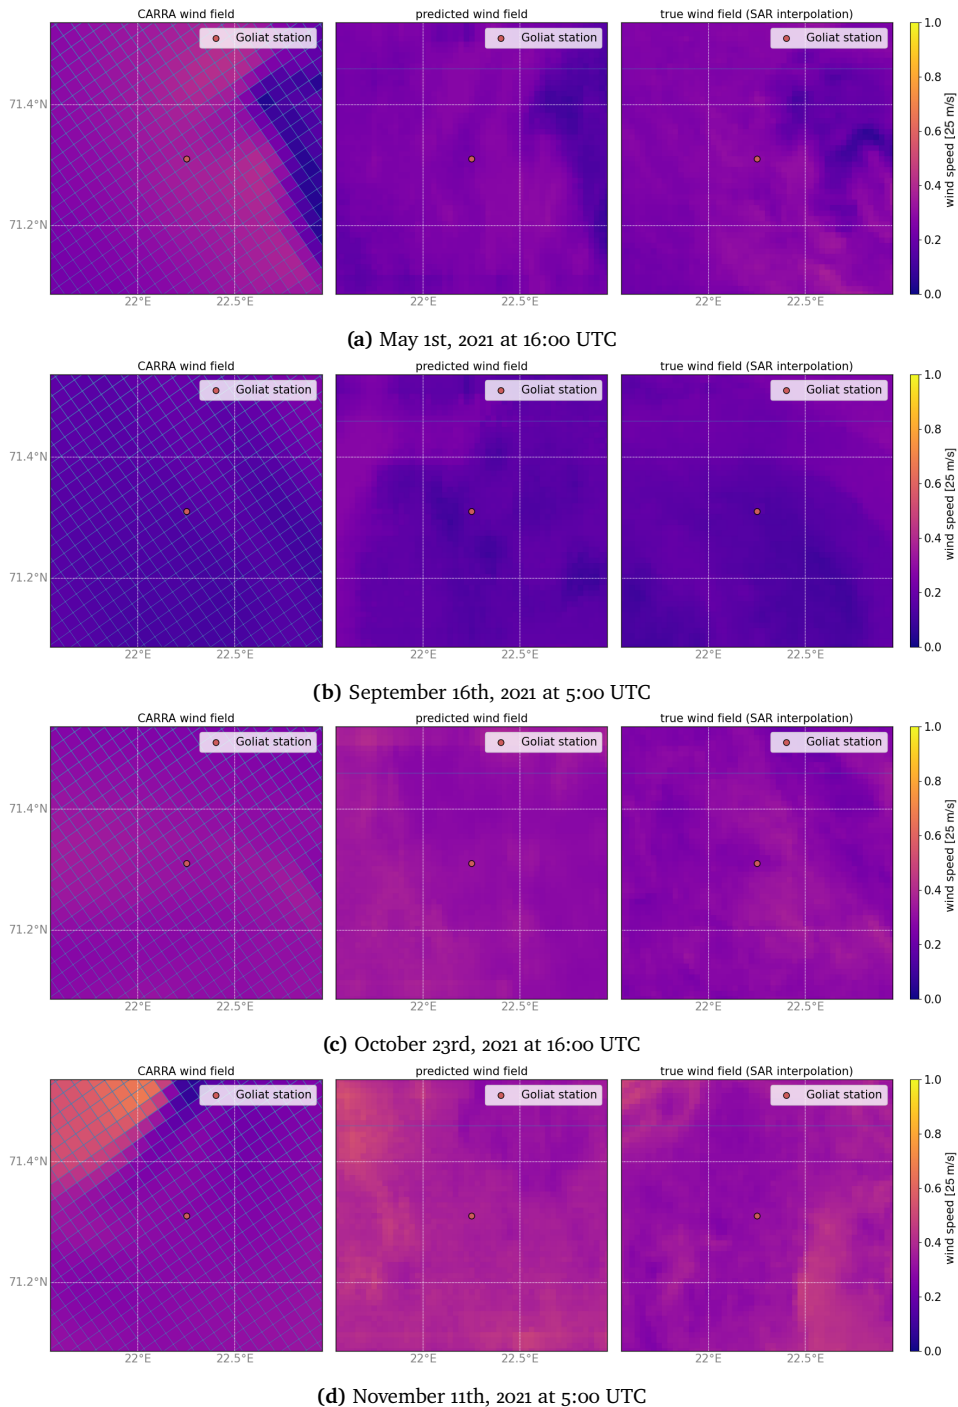 CARRA wind field
predicted wind field
true wind field (SAR interpolation)
Goliat station
Goliat station
Goliat station
71.4°N
71.2°N
22°E
22.5°E
22°E
22.5°E
22°E
22.5°E
1.0
0.8
0.6
0.4
0.2
0.0
wind speed [25 m/s]
(a) May 1st, 2021 at 16:00 UTC
CARRA wind field
predicted wind field
true wind field (SAR interpolation)
Goliat station
Goliat station
Goliat station
71.4°N
71.2°N
22°E
22.5°E
22°E
22.5°E
22°E
22.5°E
1.0
0.8
0.6
0.4
0.2
0.0
wind speed [25 m/s]
(b) September 16th, 2021 at 5:00 UTC
CARRA wind field
predicted wind field
true wind field (SAR interpolation)
Goliat station
Goliat station
Goliat station
71.4°N
71.2°N
22°E
22.5°E
22°E
22.5°E
22°E
22.5°E
1.0
0.8
0.6
0.4
0.2
0.0
wind speed [25 m/s]
(c) October 23rd, 2021 at 16:00 UTC
CARRA wind field
predicted wind field
true wind field (SAR interpolation)
Goliat station
Goliat station
Goliat station
71.4°N
71.2°N
22°E
22.5°E
22°E
22.5°E
22°E
22.5°E
1.0
0.8
0.6
0.4
0.2
0.0
wind speed [25 m/s]
(d) November 11th, 2021 at 5:00 UTC